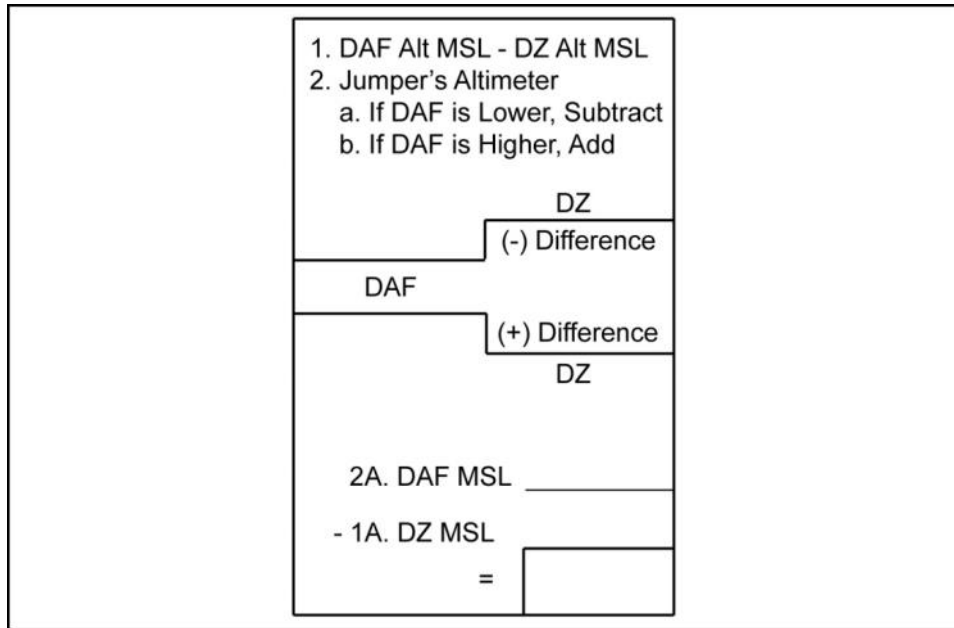 1. DAF Alt MSL - DZ Alt MSL
2. Jumper's Altimeter
a. If DAF is Lower, Subtract
b. If DAF is Higher, Add
DZ
(-) Difference
DAF
(+) Difference
DZ
2A. DAF MSL
- 1A. DZ MSL
=